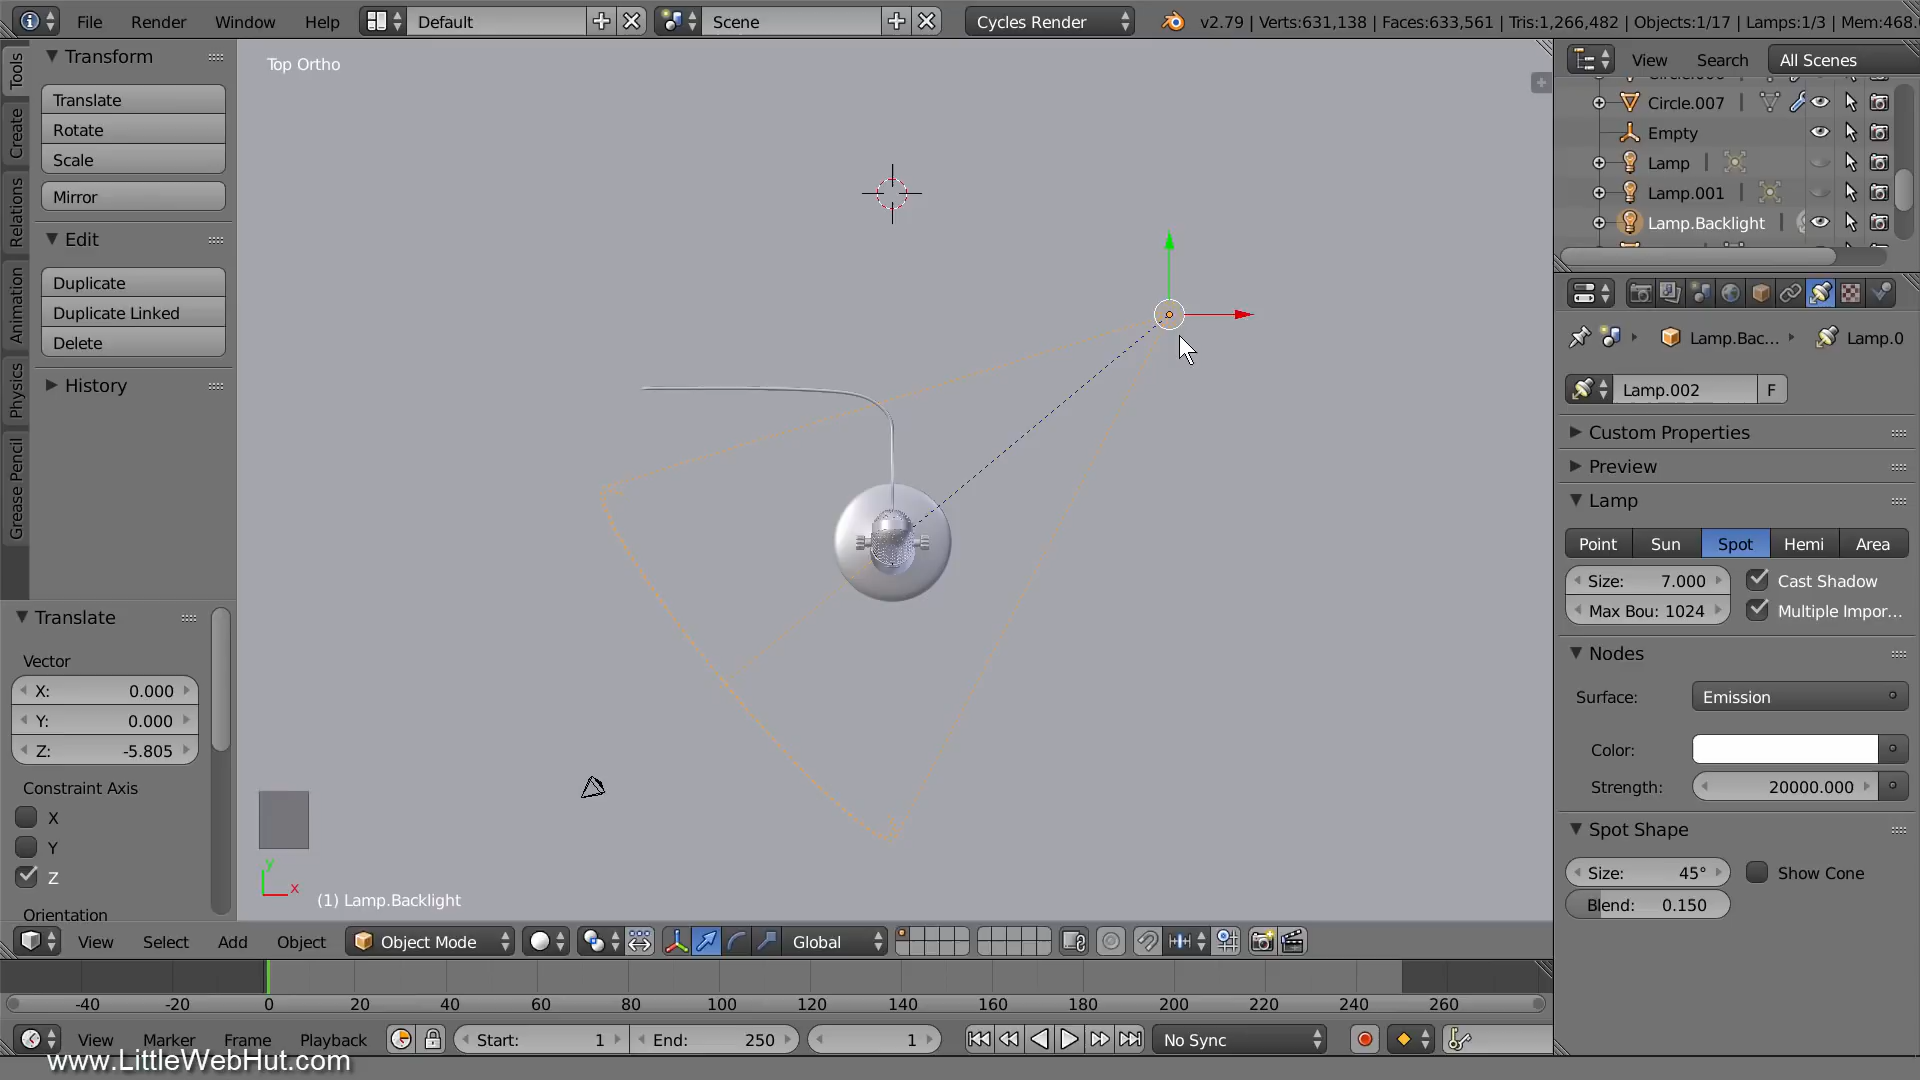 File Render Window Help Default Scene Cycles Render v2.79 | Verts:631,138 | Faces:633,561 | Tris:1,266,482 | Objects:1/17 | Lamps:1/3 | Mem:468.
Tools
Create
Relations
Animation
Physics
Grease Pencil
Transform
Translate
Rotate
Scale
Mirror
Edit
Duplicate
Duplicate Linked
Delete
History
Translate
Vector
X: 0.000
Y: 0.000
Z: -5.805
Constraint Axis
X
Y
Z
Orientation
Top Ortho
y
x
(1) Lamp.Backlight
View Select Add Object Object Mode Global
View Search All Scenes
Circle.007
Empty
Lamp
Lamp.001
Lamp.Backlight
Lamp.Bac... Lamp.0
Lamp.002 F
Custom Properties
Preview
Lamp
Point Sun Spot Hemi Area
Size: 7.000 Cast Shadow
Max Bou: 1024 Multiple Impor...
Nodes
Surface: Emission
Color:
Strength: 20000.000
Spot Shape
Size: 45° Show Cone
Blend: 0.150
-40 -20 0 20 40 60 80 100 120 140 160 180 200 220 240 260
View Marker Frame Playback Start: 1 End: 250 1 No Sync
www.LittleWebHut.com